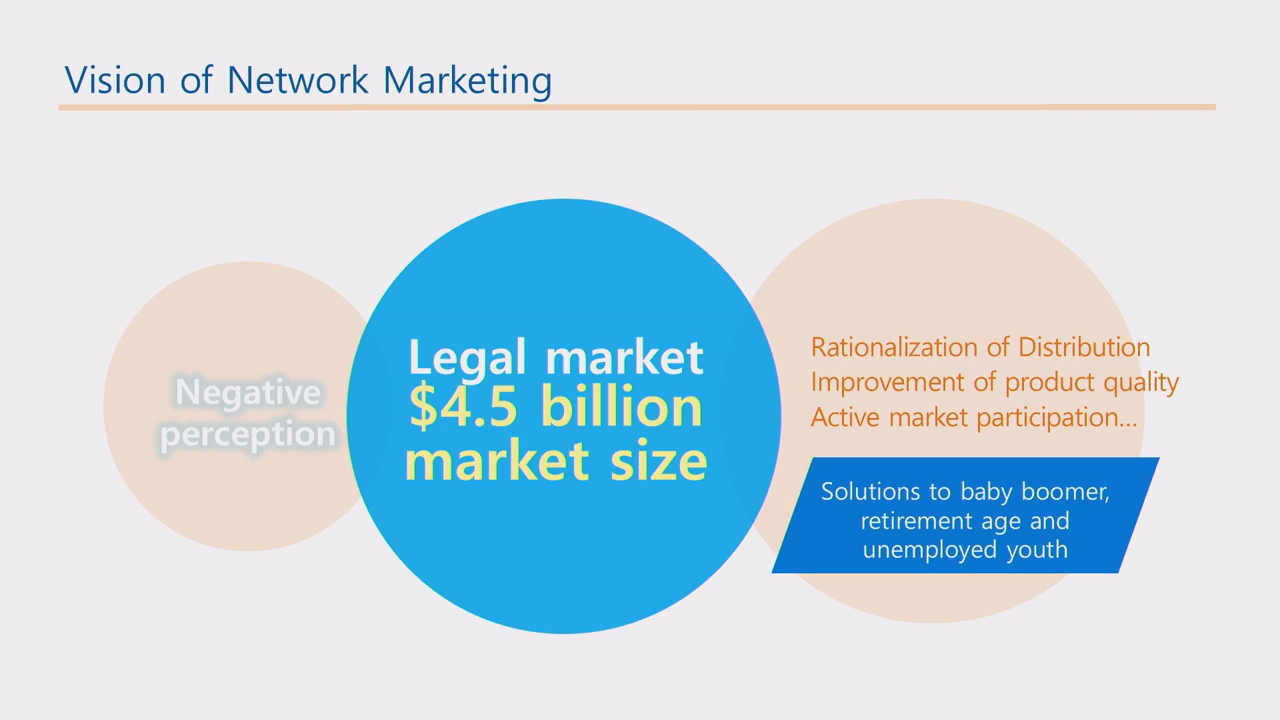 Vision of Network Marketing
Negative
perception
Legal market
$4.5 billion
market size
Rationalization of Distribution
Improvement of product quality
Active market participation...
Solutions to baby boomer,
retirement age and
unemployed youth